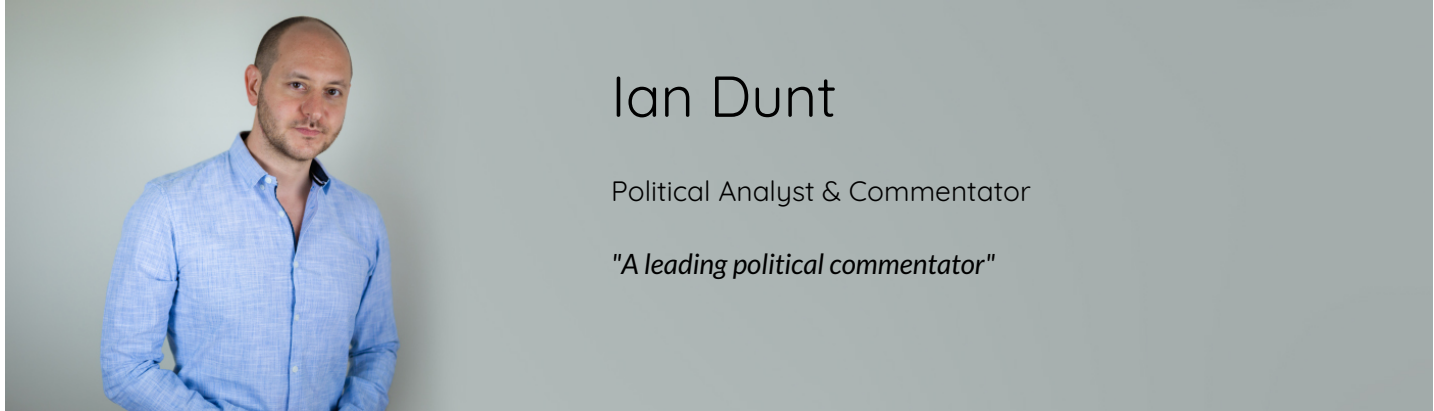 Ian Dunt
Political Analyst & Commentator
"A leading political commentator"